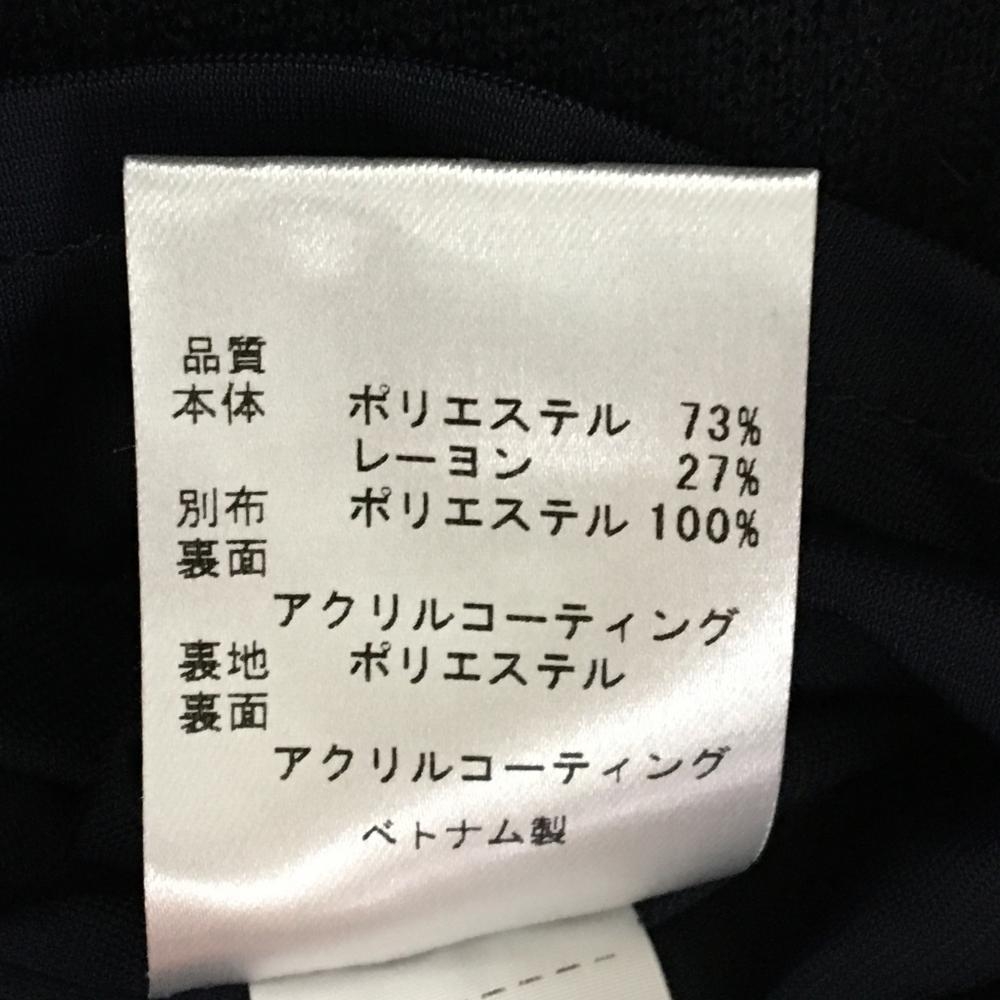 品質
本体 ポリエステル 73%
レーヨン 27%
別布 ポリエステル 100%
裏面
アクリルコーティング
裏地 ポリエステル
裏面
アクリルコーティング
ベトナム製